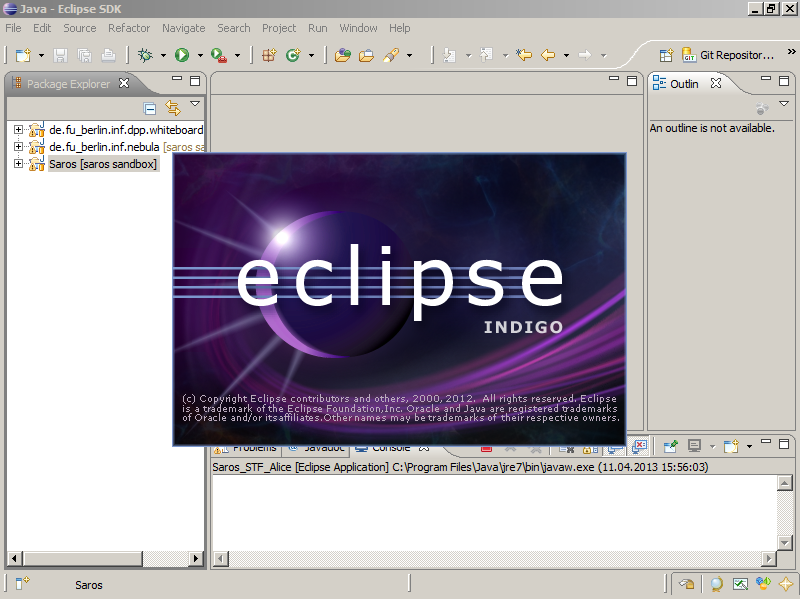 Java - Eclipse SDK
File Edit Source Refactor Navigate Search Project Run Window Help
Git Repositor...
Package Explorer
Outlin
de.fu_berlin.inf.dpp.whiteboard
de.fu_berlin.inf.nebula [saros sa
Saros [saros sandbox]
An outline is not available.
eclipse
INDIGO
(c) Copyright Eclipse contributors and others, 2000, 2012. All rights reserved. Eclipse
is a trademark of the Eclipse Foundation,Inc. Oracle and Java are registered trademarks
of Oracle and/or itsaffiliates.Other names may be trademarks of their respective owners.
Problems Javadoc Console
Saros_STF_Alice [Eclipse Application] C:\Program Files\Java\jre7\bin\javaw.exe (11.04.2013 15:56:03)
Saros